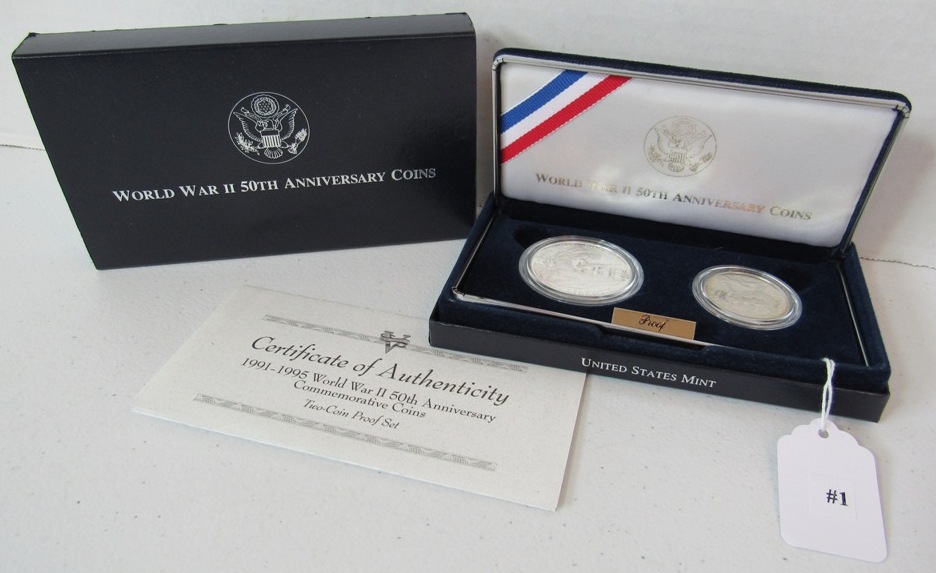 WORLD WAR II 50TH ANNIVERSARY COINS
WORLD WAR II 50TH ANNIVERSARY COINS
Proof
UNITED STATES MINT
Certificate of Authenticity
1991-1995 World War II 50th Anniversary
Commemorative Coins
Two-Coin Proof Set
#1